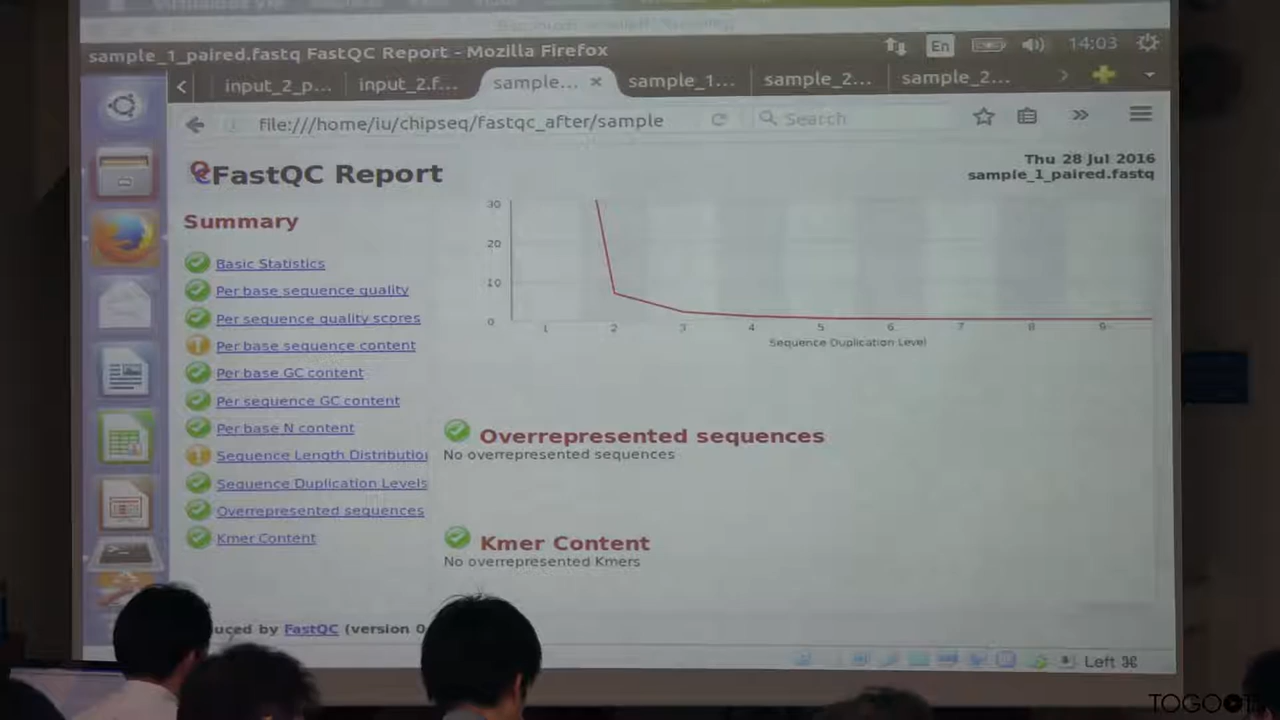 sample_1_paired.fastq FastQC Report - Mozilla Firefox
En
14:03
input_2_p...
input_2.f...
sample...
sample_1...
sample_2...
sample_2...
file:///home/iu/chipseq/fastqc_after/sample
Search
FastQC Report
Thu 28 Jul 2016
sample_1_paired.fastq
Summary
Basic Statistics
Per base sequence quality
Per sequence quality scores
Per base sequence content
Per base GC content
Per sequence GC content
Per base N content
Sequence Length Distributio
Sequence Duplication Levels
Overrepresented sequences
Kmer Content
30
20
10
0
1 2 3 4 5 6 7 8 9
Sequence Duplication Level
Overrepresented sequences
No overrepresented sequences
Kmer Content
No overrepresented Kmers
uced by FastQC (version 0
Left ⌘